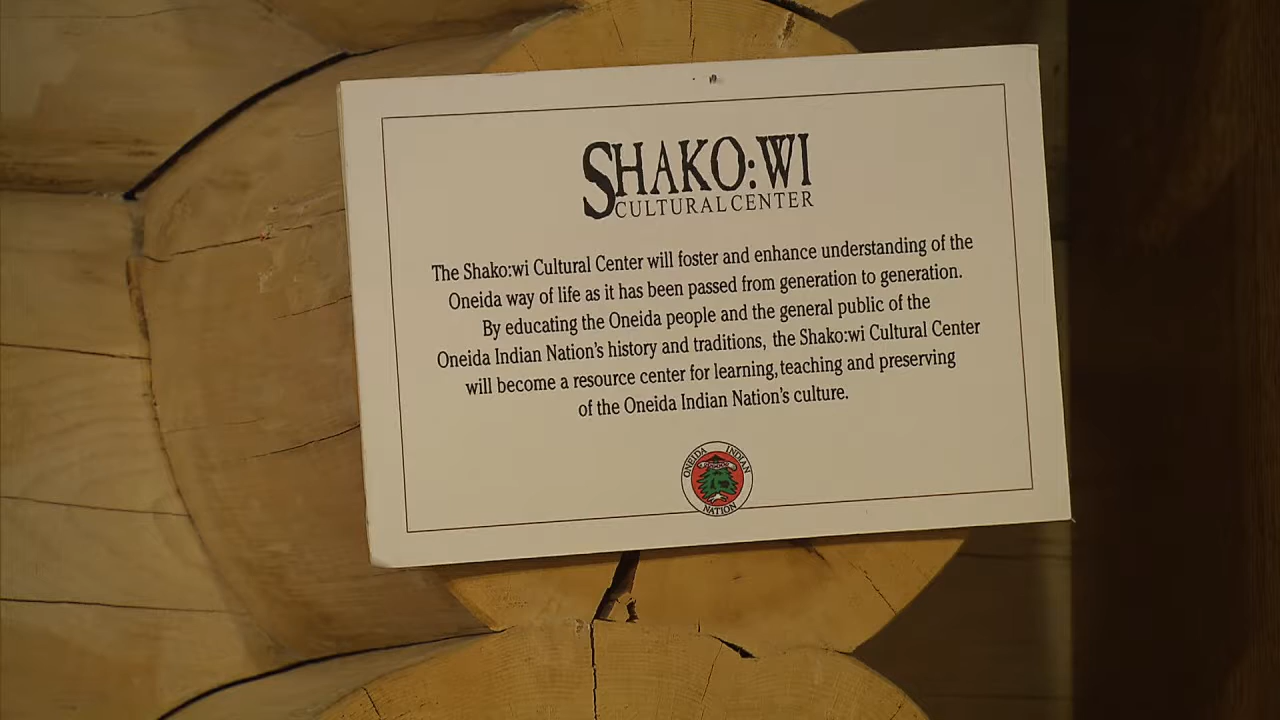 SHAKO:WI
CULTURAL CENTER
The Shako:wi Cultural Center will foster and enhance understanding of the
Oneida way of life as it has been passed from generation to generation.
By educating the Oneida people and the general public of the
Oneida Indian Nation's history and traditions, the Shako:wi Cultural Center
will become a resource center for learning, teaching and preserving
of the Oneida Indian Nation's culture.
ONEIDA INDIAN
NATION